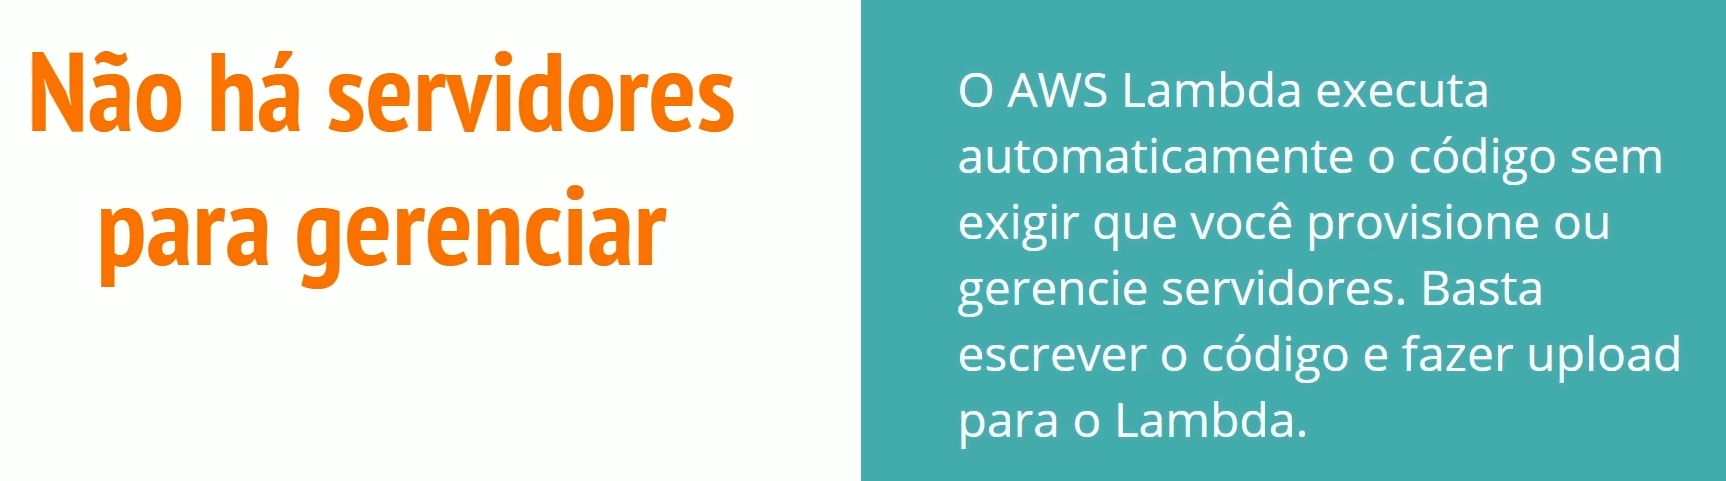 Não há servidores
para gerenciar
O AWS Lambda executa
automaticamente o código sem
exigir que você provisione ou
gerencie servidores. Basta
escrever o código e fazer upload
para o Lambda.